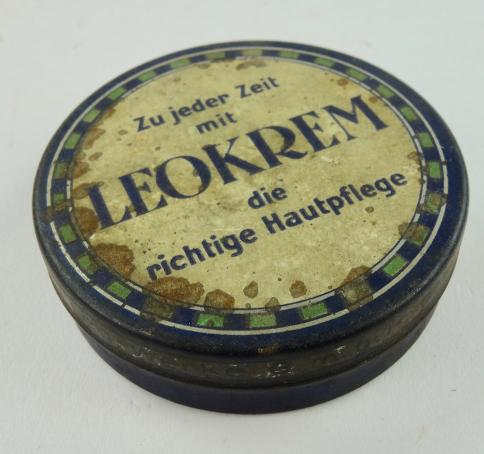 Zu jeder Zeit
mit
LEOKREM
die
richtige Hautpflege